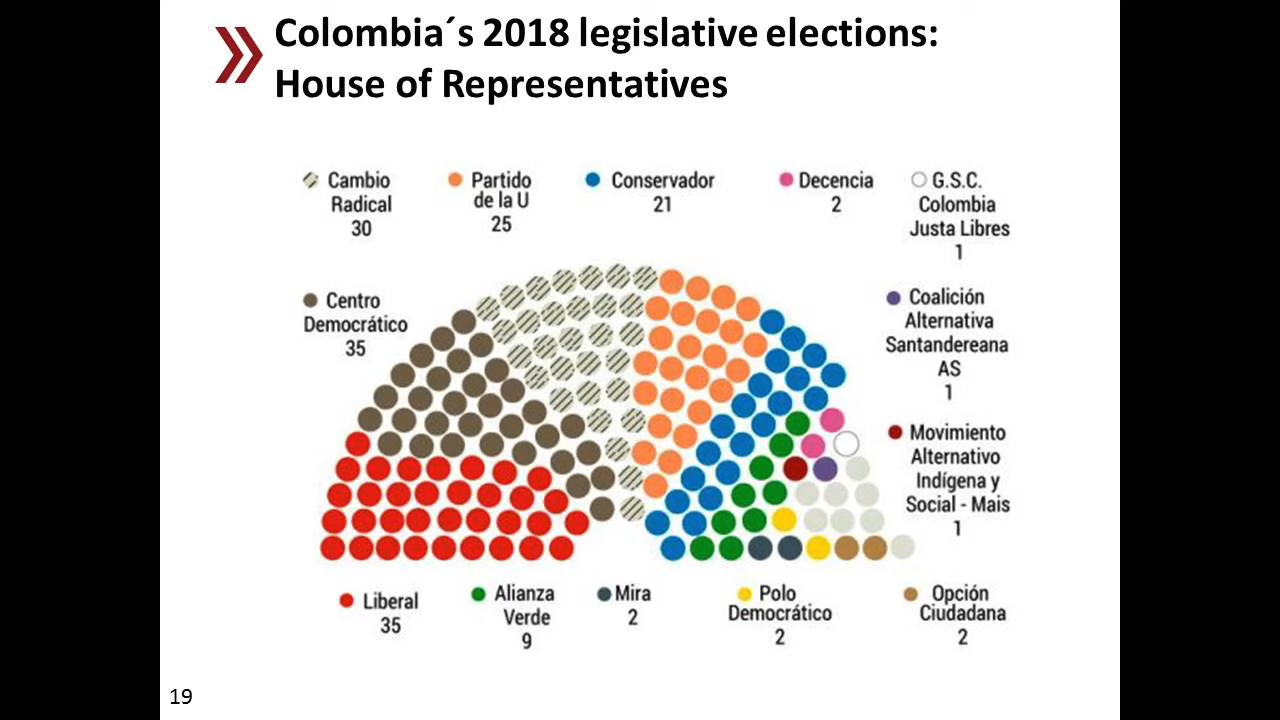 Colombia´s 2018 legislative elections:
House of Representatives
Cambio
Radical
30
Partido
de la U
25
Conservador
21
Decencia
2
G.S.C.
Colombia
Justa Libres
1
Centro
Democrático
35
Coalición
Alternativa
Santandereana
AS
1
Movimiento
Alternativo
Indígena y
Social - Mais
1
Liberal
35
Alianza
Verde
9
Mira
2
Polo
Democrático
2
Opción
Ciudadana
2
19